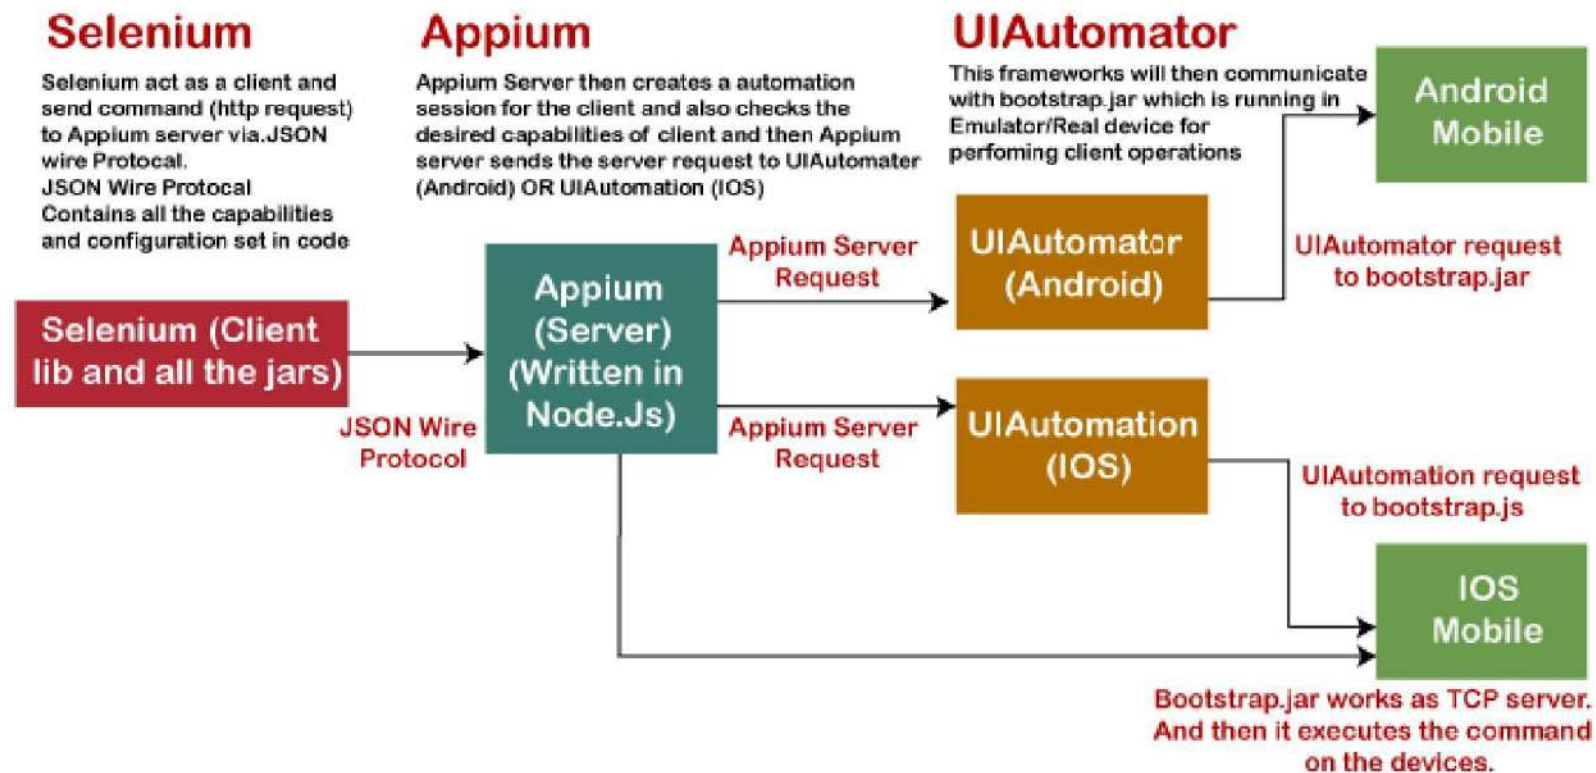 Selenium
Selenium act as a client and
send command (http request)
to Appium server via.JSON
wire Protocal.
JSON Wire Protocal
Contains all the capabilities
and configuration set in code
Selenium (Client
lib and all the jars)
JSON Wire
Protocol
Appium
Appium Server then creates a automation
session for the client and also checks the
desired capabilities of client and then Appium
server sends the server request to UIAutomater
(Android) OR UIAutomation (IOS)
Appium
(Server)
(Written in
Node.Js)
Appium Server
Request
Appium Server
Request
UIAutomator
This frameworks will then communicate
with bootstrap.jar which is running in
Emulator/Real device for
perfoming client operations
UIAutomator
(Android)
UIAutomation
(IOS)
Android
Mobile
UIAutomator request
to bootstrap.jar
UIAutomation request
to bootstrap.js
IOS
Mobile
Bootstrap.jar works as TCP server.
And then it executes the command
on the devices.